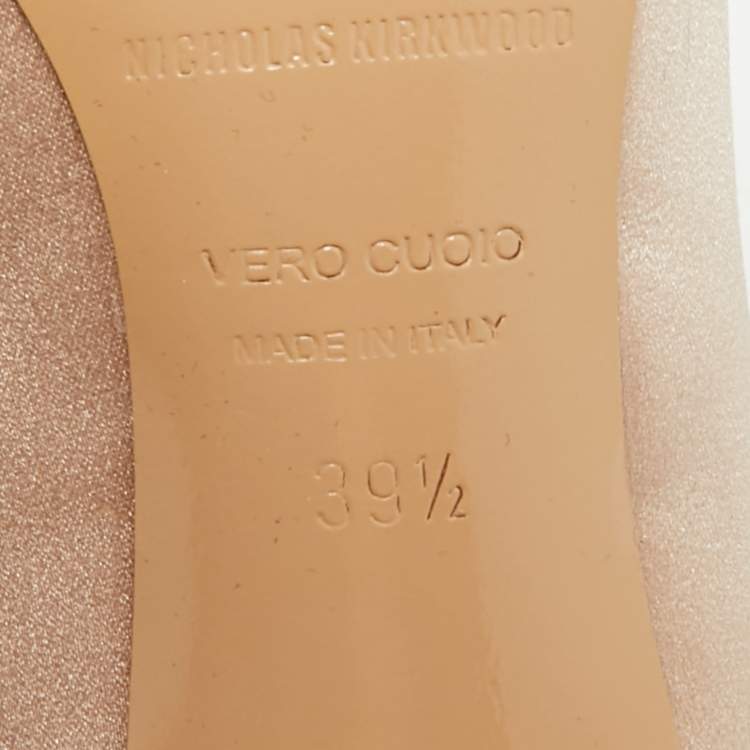 NICHOLAS KIRKWOOD
VERO CUOIO
MADE IN ITALY
39½